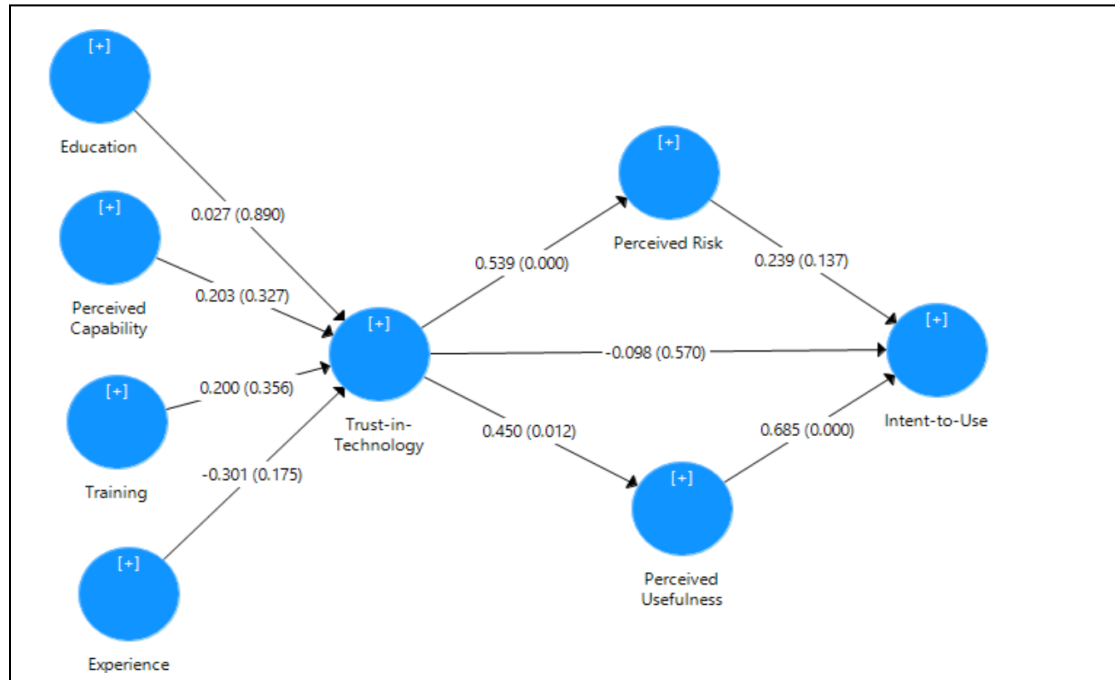 [+]
Education
0.027 (0.890)
[+]
Perceived
Capability
0.203 (0.327)
[+]
Training
0.200 (0.356)
[+]
Experience
-0.301 (0.175)
[+]
Trust-in-
Technology
0.539 (0.000)
-0.098 (0.570)
0.450 (0.012)
[+]
Perceived Risk
0.239 (0.137)
[+]
Perceived
Usefulness
0.685 (0.000)
[+]
Intent-to-Use